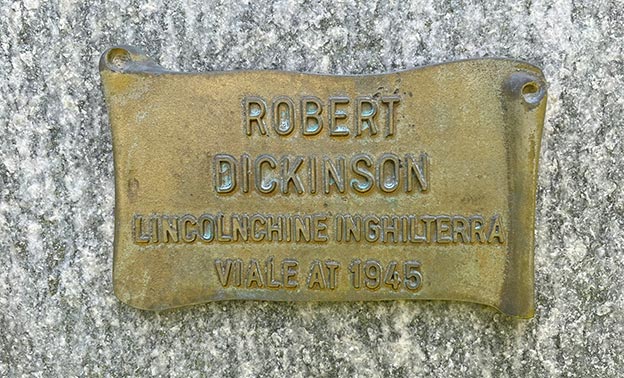 ROBERT
DICKINSON
LINCOLNCHINE INGHILTERRA
VIALE AT 1945